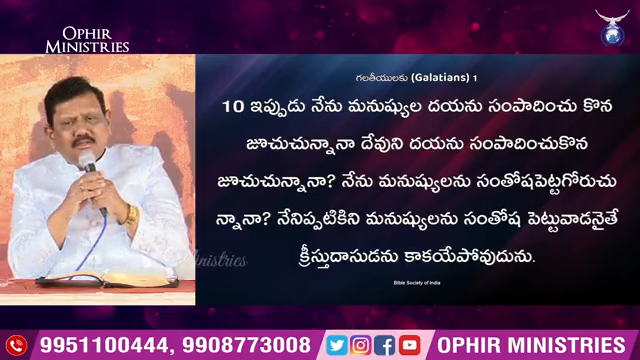 OPHIR
MINISTRIES
గలతీయులకు (Galatians) 1
10 ఇప్పుడు నేను మనుష్యుల దయను సంపాదించు కొన
జూచుచున్నానా దేవుని దయను సంపాదించుకొన
జూచుచున్నానా? నేను మనుష్యులను సంతోషపెట్టగోరుచు
న్నానా? నేనిప్పటికిని మనుష్యులను సంతోష పెట్టువాడనైతే
క్రీస్తుదాసుడను కాకయేపోవుదును.
Ministries
Bible Society of India
9951100444, 9908773008
OPHIR MINISTRIES